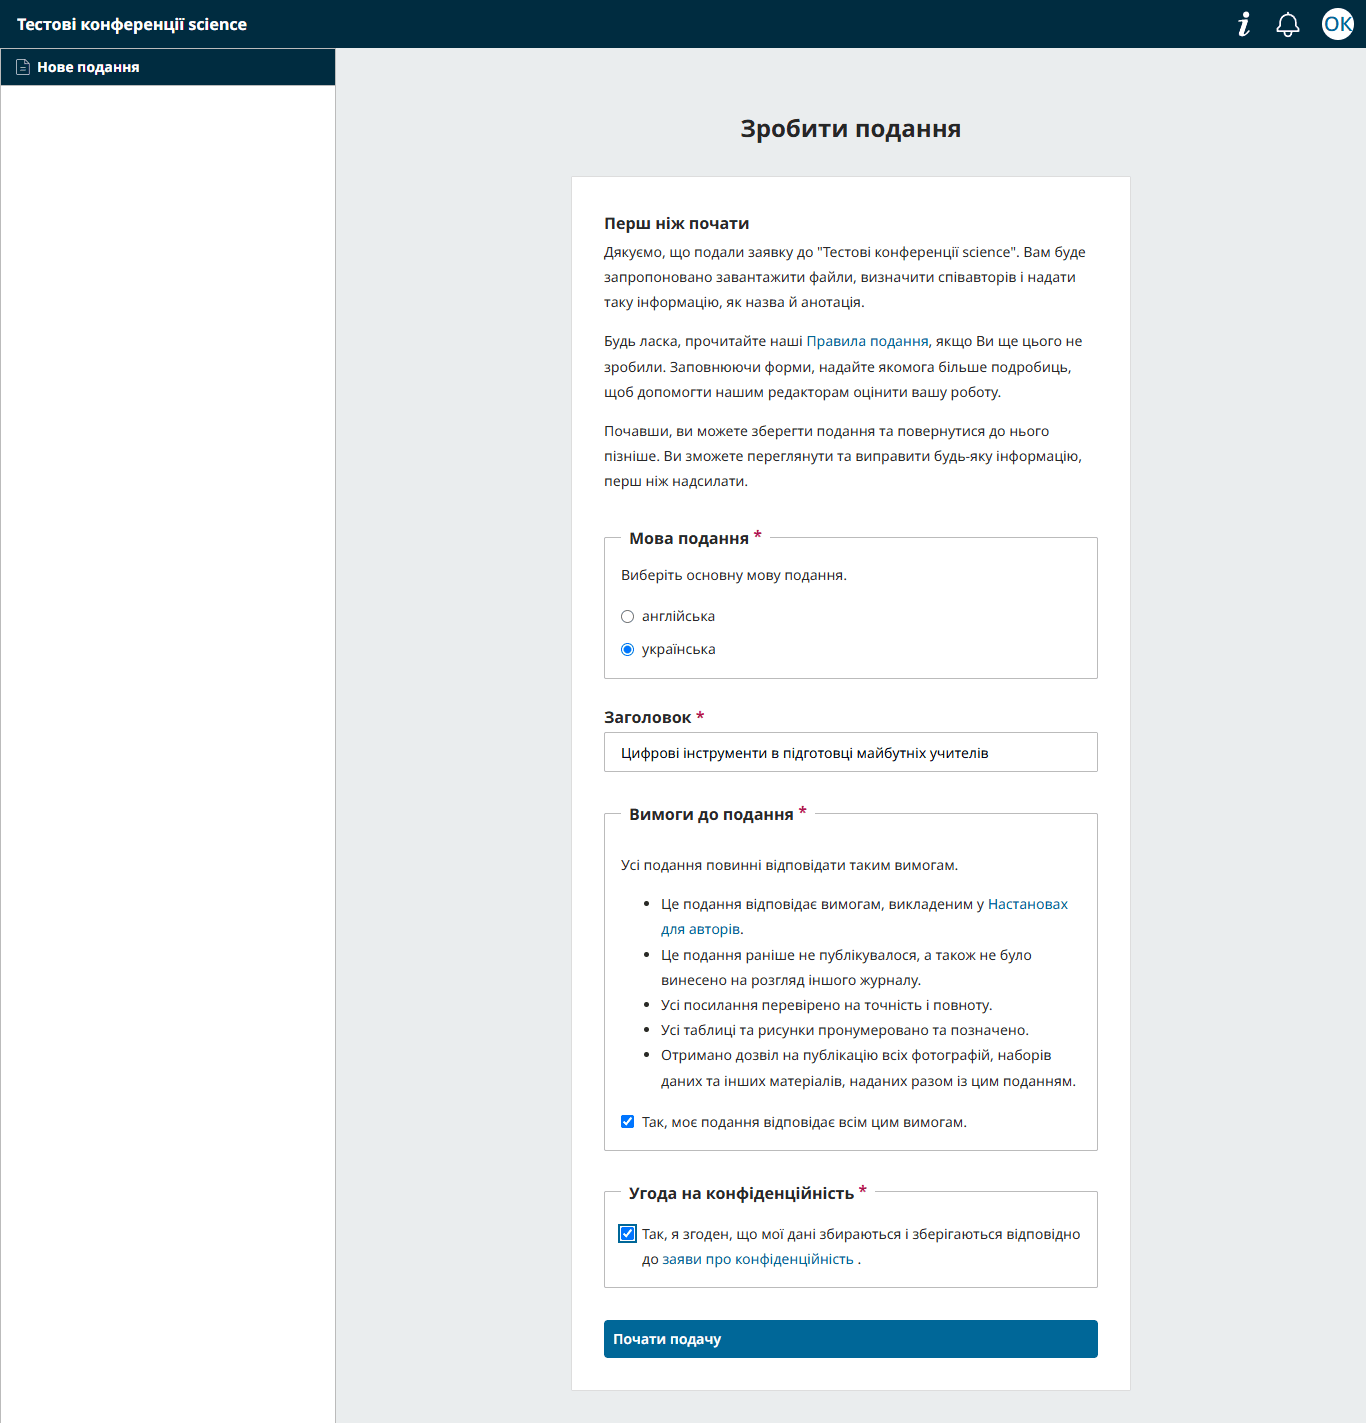 Тестові конференції science
OK
Нове подання
Зробити подання
Перш ніж почати
Дякуємо, що подали заявку до "Тестові конференції science". Вам буде
запропоновано завантажити файли, визначити співавторів і надати
таку інформацію, як назва й анотація.
Будь ласка, прочитайте наші Правила подання, якщо Ви ще цього не
зробили. Заповнюючи форми, надайте якомога більше подробиць,
щоб допомогти нашим редакторам оцінити вашу роботу.
Почавши, ви можете зберегти подання та повернутися до нього
пізніше. Ви зможете переглянути та виправити будь-яку інформацію,
перш ніж надсилати.
Мова подання *
Виберіть основну мову подання.
англійська
українська
Заголовок *
Цифрові інструменти в підготовці майбутніх учителів
Вимоги до подання *
Усі подання повинні відповідати таким вимогам.
• Це подання відповідає вимогам, викладеним у Настановах
для авторів.
• Це подання раніше не публікувалося, а також не було
винесено на розгляд іншого журналу.
• Усі посилання перевірено на точність і повноту.
• Усі таблиці та рисунки пронумеровано та позначено.
• Отримано дозвіл на публікацію всіх фотографій, наборів
даних та інших матеріалів, наданих разом із цим поданням.
Так, моє подання відповідає всім цим вимогам.
Угода на конфіденційність *
Так, я згоден, що мої дані збираються і зберігаються відповідно
до заяви про конфіденційність .
Почати подачу